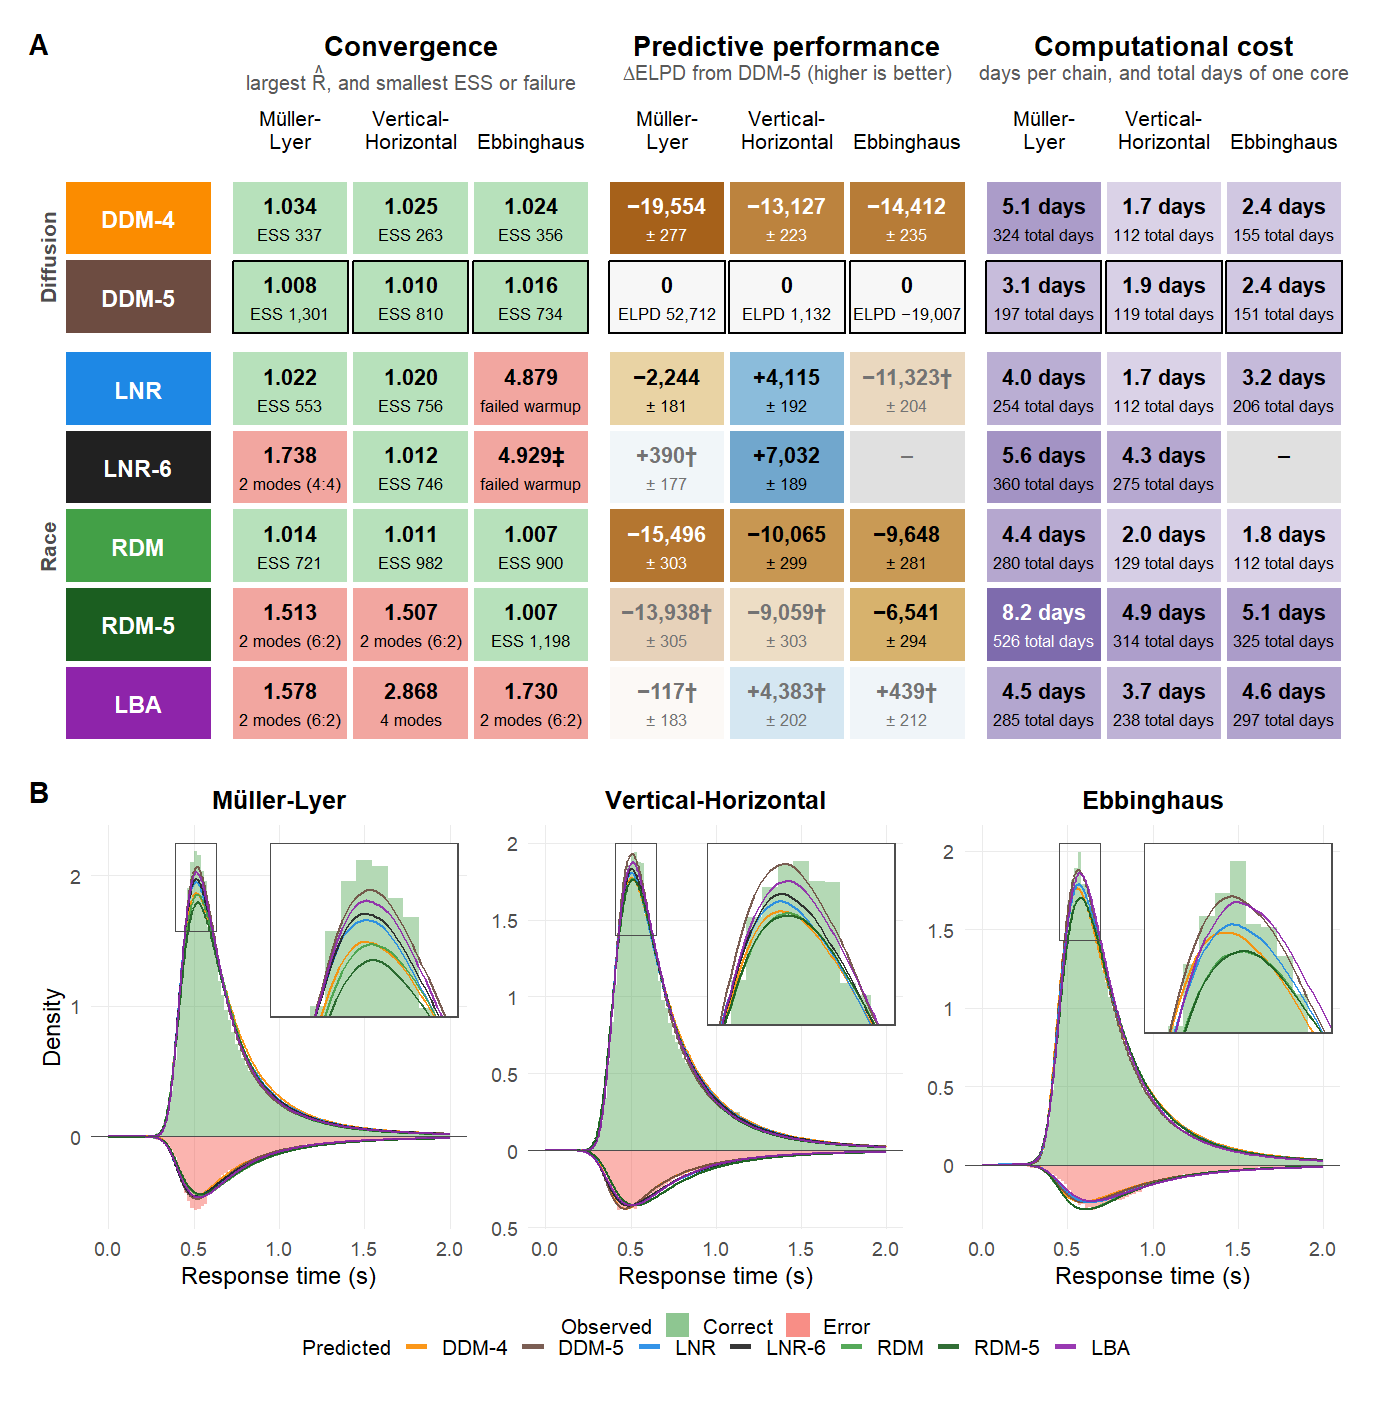 A
Convergence
largest R̂, and smallest ESS or failure
Predictive performance
ΔELPD from DDM-5 (higher is better)
Computational cost
days per chain, and total days of one core
Müller-
Lyer
Vertical-
Horizontal
Ebbinghaus
Müller-
Lyer
Vertical-
Horizontal
Ebbinghaus
Müller-
Lyer
Vertical-
Horizontal
Ebbinghaus
Diffusion
DDM-4
1.034 1.025 1.024 −19,554 −13,127 −14,412 5.1 days 1.7 days 2.4 days
ESS 337 ESS 263 ESS 356 ± 277 ± 223 ± 235 324 total days 112 total days 155 total days
DDM-5
1.008 1.010 1.016 0 0 0 3.1 days 1.9 days 2.4 days
ESS 1,301 ESS 810 ESS 734 ELPD 52,712 ELPD 1,132 ELPD −19,007 197 total days 119 total days 151 total days
Race
LNR
1.022 1.020 4.879 −2,244 +4,115 −11,323† 4.0 days 1.7 days 3.2 days
ESS 553 ESS 756 failed warmup ± 181 ± 192 ± 204 254 total days 112 total days 206 total days
LNR-6
1.738 1.012 4.929‡ +390† +7,032 – 5.6 days 4.3 days –
2 modes (4:4) ESS 746 failed warmup ± 177 ± 189 360 total days 275 total days
RDM
1.014 1.011 1.007 −15,496 −10,065 −9,648 4.4 days 2.0 days 1.8 days
ESS 721 ESS 982 ESS 900 ± 303 ± 299 ± 281 280 total days 129 total days 112 total days
RDM-5
1.513 1.507 1.007 −13,938† −9,059† −6,541 8.2 days 4.9 days 5.1 days
2 modes (6:2) 2 modes (6:2) ESS 1,198 ± 305 ± 303 ± 294 526 total days 314 total days 325 total days
LBA
1.578 2.868 1.730 −117† +4,383† +439† 4.5 days 3.7 days 4.6 days
2 modes (6:2) 4 modes 2 modes (6:2) ± 183 ± 202 ± 212 285 total days 238 total days 297 total days
B
Müller-Lyer
Vertical-Horizontal
Ebbinghaus
Density
2
1
0
0.0 0.5 1.0 1.5 2.0
Response time (s)
2
1.5
1
0.5
0
0.5
0.0 0.5 1.0 1.5 2.0
Response time (s)
2
1.5
1
0.5
0
0.0 0.5 1.0 1.5 2.0
Response time (s)
Observed Correct Error
Predicted DDM-4 DDM-5 LNR LNR-6 RDM RDM-5 LBA